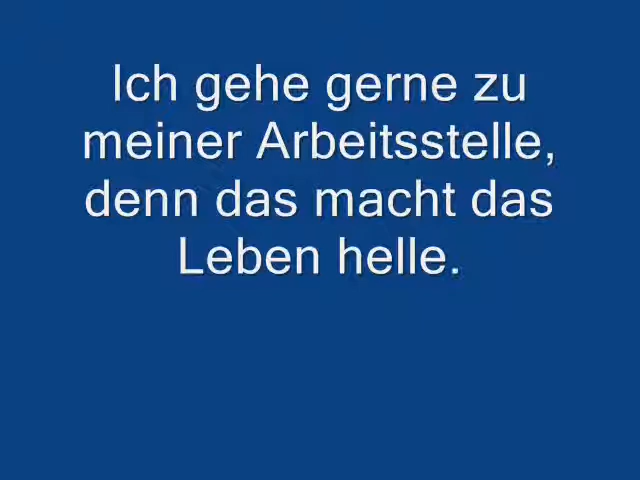 Ich gehe gerne zu
meiner Arbeitsstelle,
denn das macht das
Leben helle.